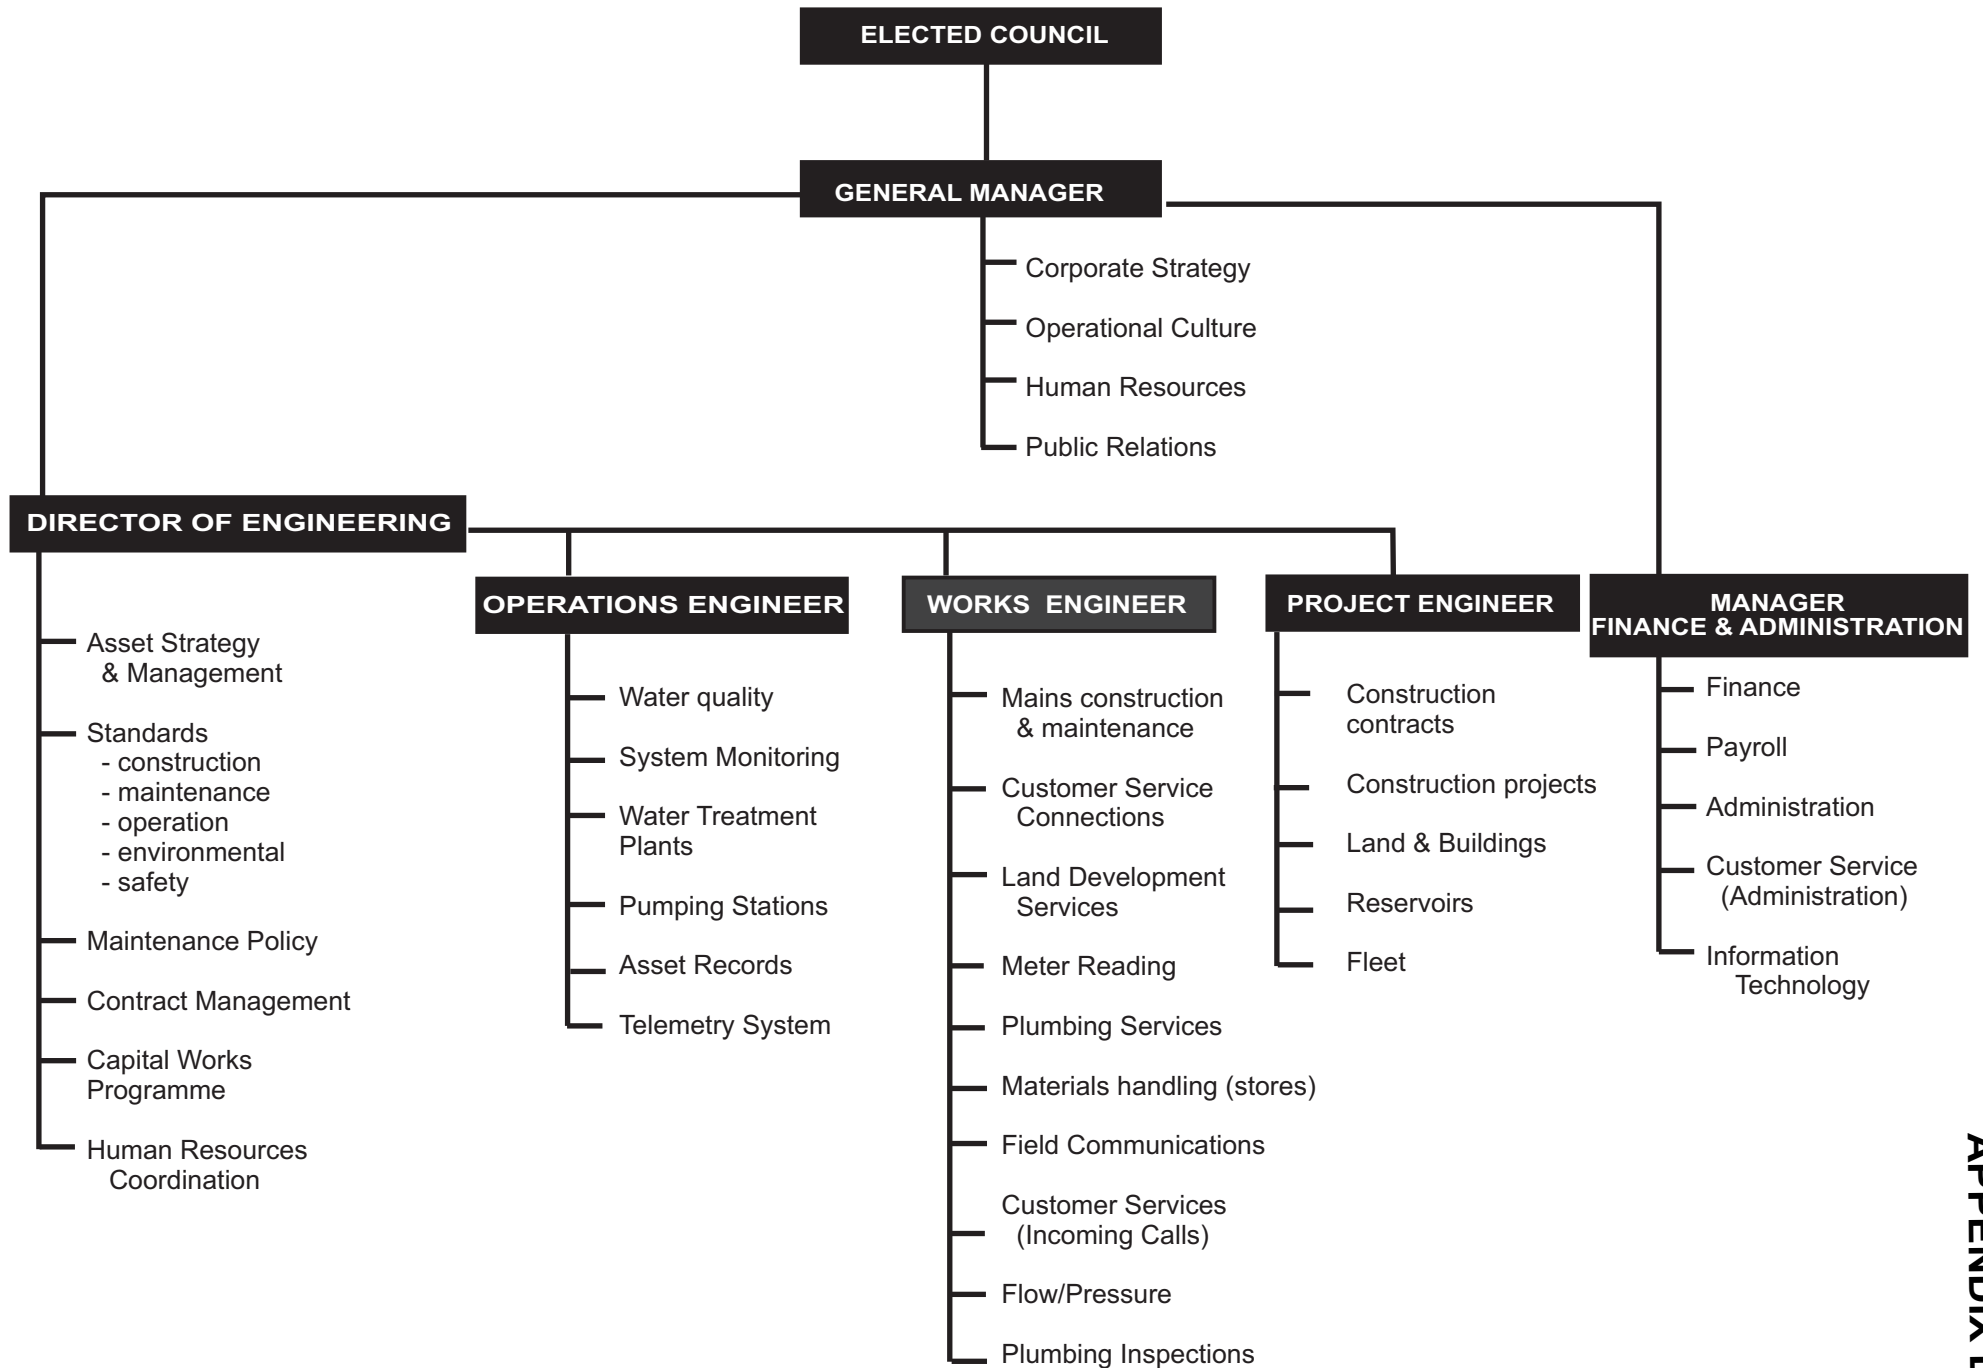 ELECTED COUNCIL
GENERAL MANAGER
Corporate Strategy
Operational Culture
Human Resources
Public Relations
DIRECTOR OF ENGINEERING
Asset Strategy
& Management
Standards
- construction
- maintenance
- operation
- environmental
- safety
Maintenance Policy
Contract Management
Capital Works
Programme
Human Resources
Coordination
OPERATIONS ENGINEER
Water quality
System Monitoring
Water Treatment
Plants
Pumping Stations
Asset Records
Telemetry System
WORKS ENGINEER
Mains construction
& maintenance
Customer Service
Connections
Land Development
Services
Meter Reading
Plumbing Services
Materials handling (stores)
Field Communications
Customer Services
(Incoming Calls)
Flow/Pressure
Plumbing Inspections
PROJECT ENGINEER
Construction
contracts
Construction projects
Land & Buildings
Reservoirs
Fleet
MANAGER
FINANCE & ADMINISTRATION
Finance
Payroll
Administration
Customer Service
(Administration)
Information
Technology
APPENDIX